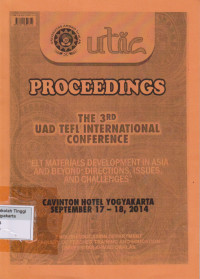 utic
PROCEEDINGS
THE 3RD
UAD TEFL INTERNATIONAL
CONFERENCE
"ELT MATERIALS DEVELOPMENT IN ASIA
AND BEYOND: DIRECTIONS, ISSUES,
AND CHALLENGES"
CAVINTON HOTEL YOGYAKARTA
SEPTEMBER 17 - 18, 2014